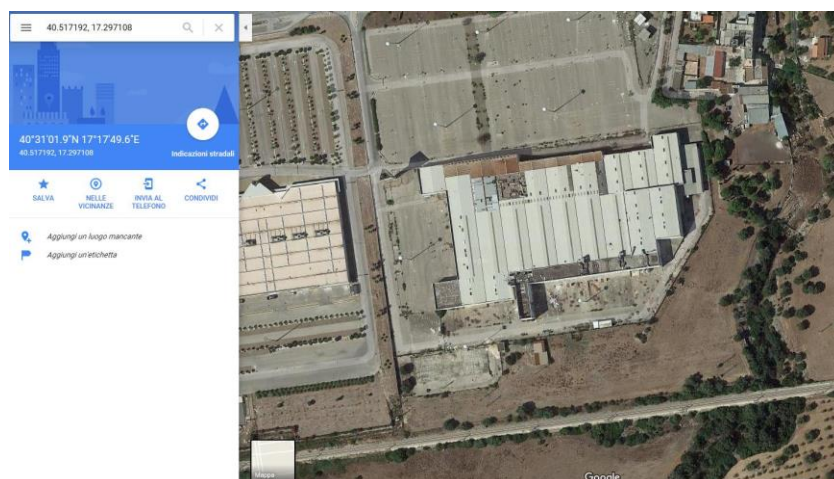 40.517192, 17.297108
40°31'01.9"N 17°17'49.6"E
40.517192, 17.297108
Indicazioni stradali
SALVA
NELLE VICINANZE
INVIA AL TELEFONO
CONDIVIDI
Aggiungi un luogo mancante
Aggiungi un'etichetta
Mappa
Google